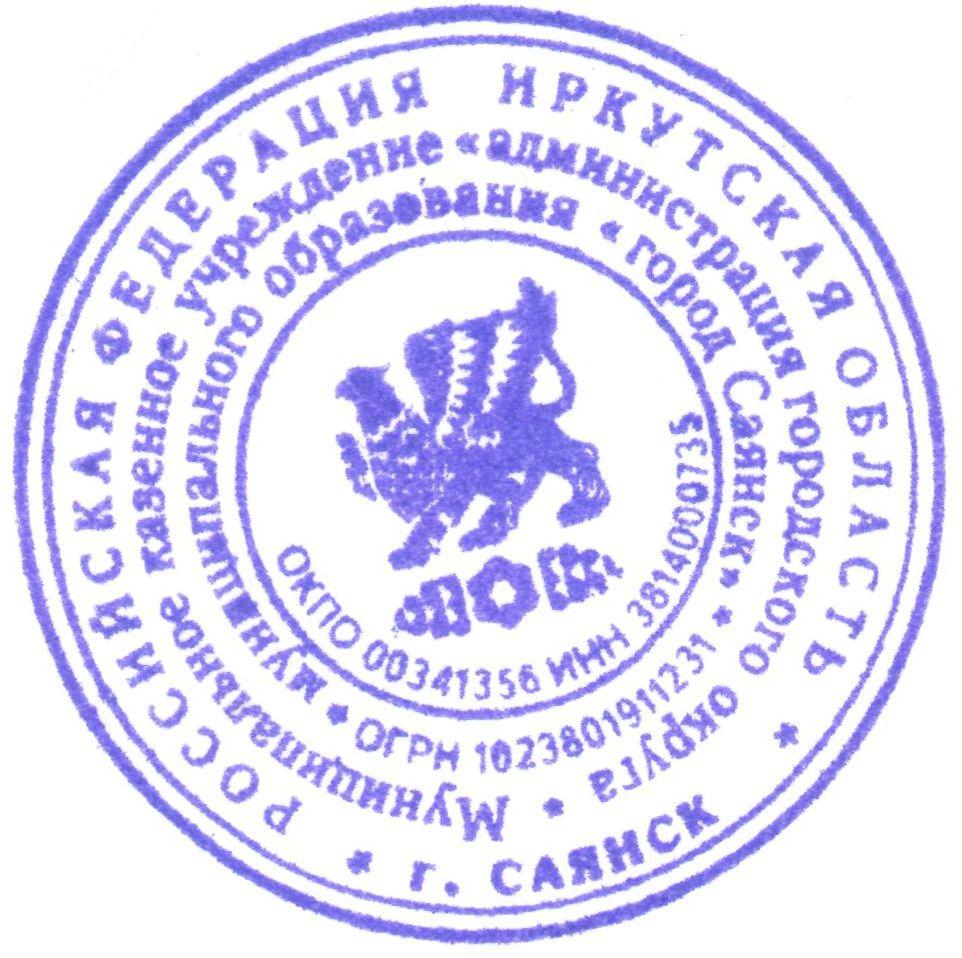 РОССИЙСКАЯ ФЕДЕРАЦИЯ ИРКУТСКАЯ ОБЛАСТЬ *
* г. САЯНСК
Муниципальное казенное учреждение «администрация городского округа *
муниципального образования «город Саянск» *
* ОГРН 1023801911231
ОКПО 00341356 ИНН 3814000735